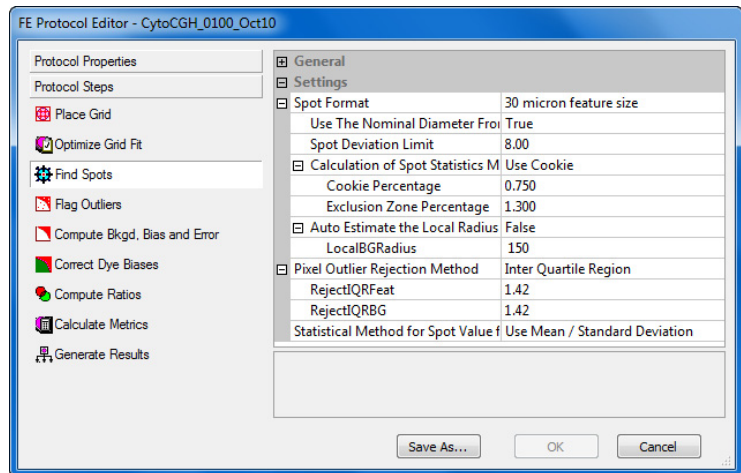 FE Protocol Editor - CytoCGH_0100_Oct10
Protocol Properties
Protocol Steps
Place Grid
Optimize Grid Fit
Find Spots
Flag Outliers
Compute Bkgd, Bias and Error
Correct Dye Biases
Compute Ratios
Calculate Metrics
Generate Results
General
Settings
Spot Format 30 micron feature size
Use The Nominal Diameter Fror True
Spot Deviation Limit 8.00
Calculation of Spot Statistics M Use Cookie
Cookie Percentage 0.750
Exclusion Zone Percentage 1.300
Auto Estimate the Local Radius False
LocalBGRadius 150
Pixel Outlier Rejection Method Inter Quartile Region
RejectIQRFeat 1.42
RejectIQRBG 1.42
Statistical Method for Spot Value f Use Mean / Standard Deviation
Save As... OK Cancel